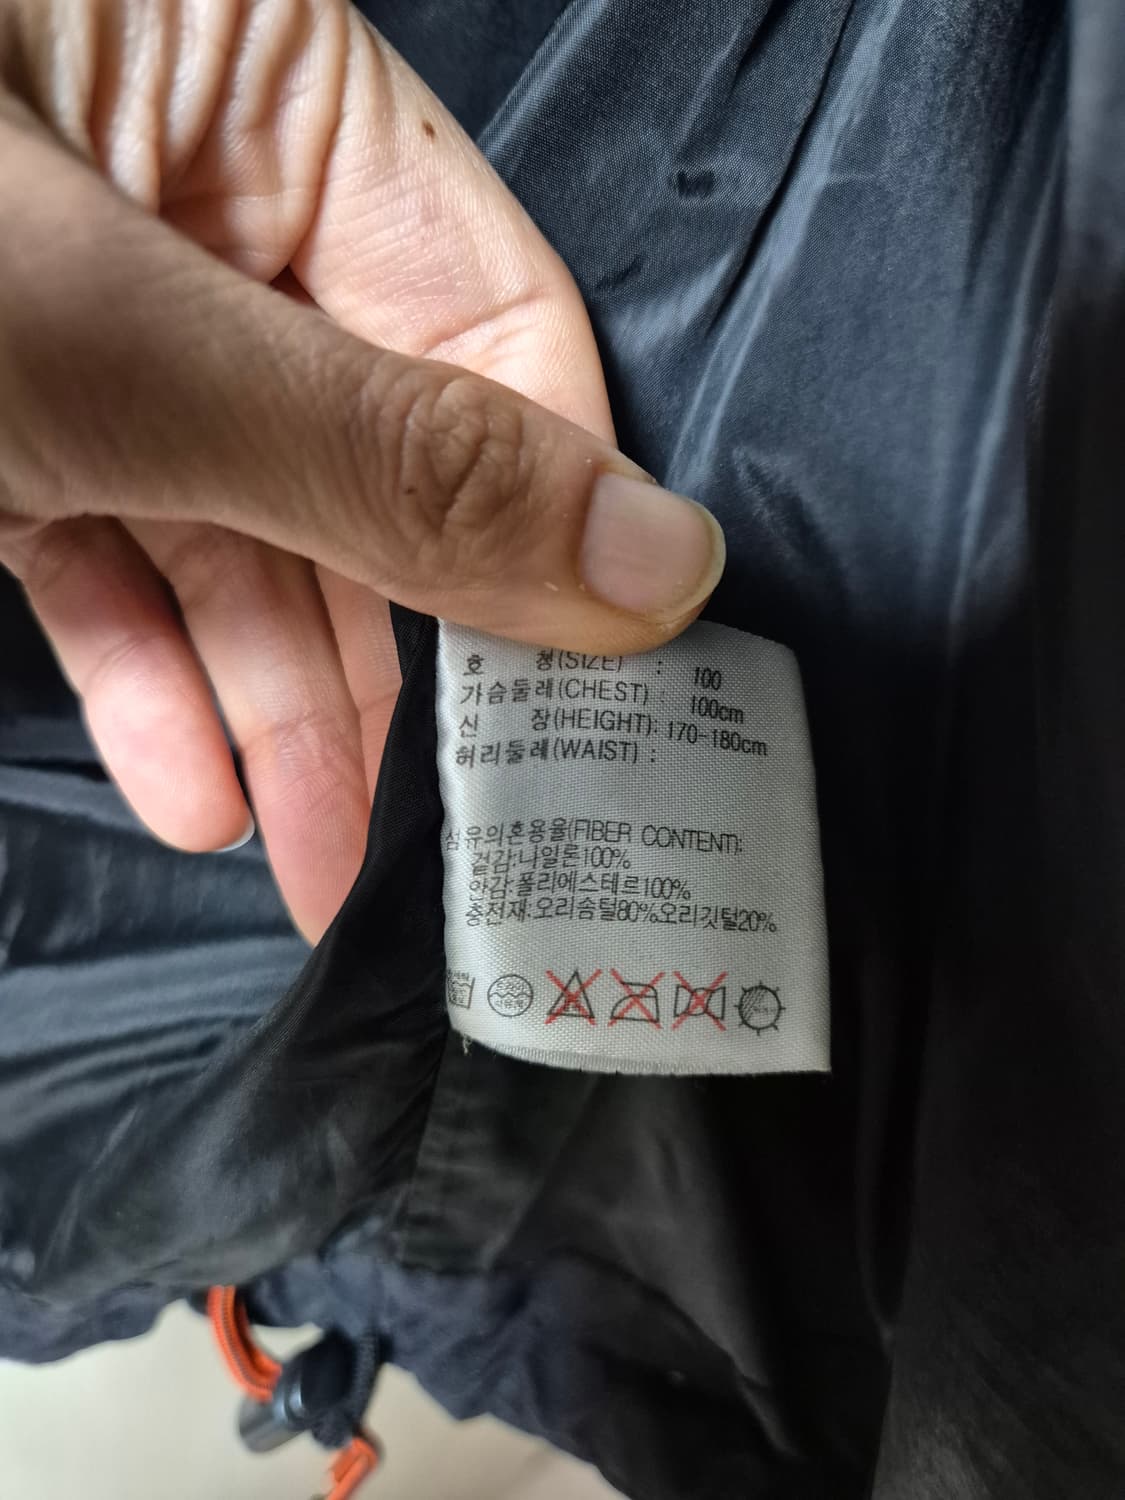 호 칭(SIZE) : 100
가슴둘레(CHEST) : 100cm
신 장(HEIGHT): 170-180cm
허리둘레(WAIST) :
섬유의혼용율(FIBER CONTENT):
겉감:나일론100%
안감:폴리에스테르100%
충전재:오리솜털80%오리깃털20%